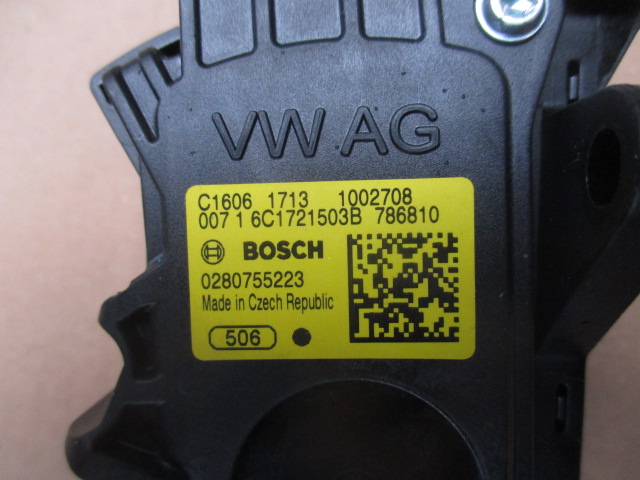 VW AG
C1606 1713 1002708
007 1 6C1721503B 786810
BOSCH
0280755223
Made in Czech Republic
506